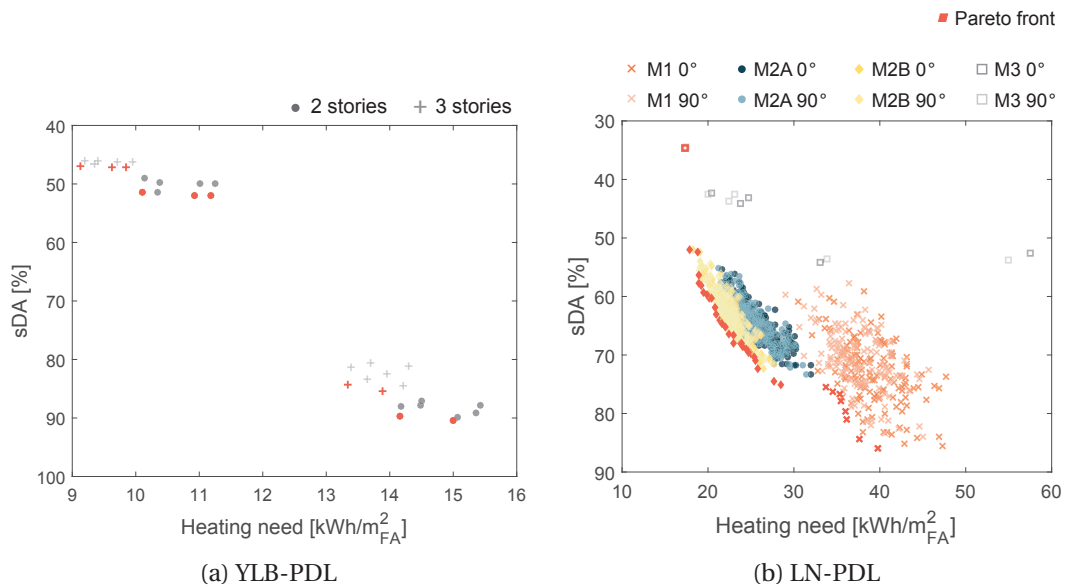 Pareto front
× M1 0° M2A 0° M2B 0° M3 0°
× M1 90° M2A 90° M2B 90° M3 90°
2 stories + 3 stories
40
50
60
70
80
90
100
sDA [%]
9 10 11 12 13 14 15 16
Heating need [kWh/m²FA]
(a) YLB-PDL
30
40
50
60
70
80
90
sDA [%]
10 20 30 40 50 60
Heating need [kWh/m²FA]
(b) LN-PDL